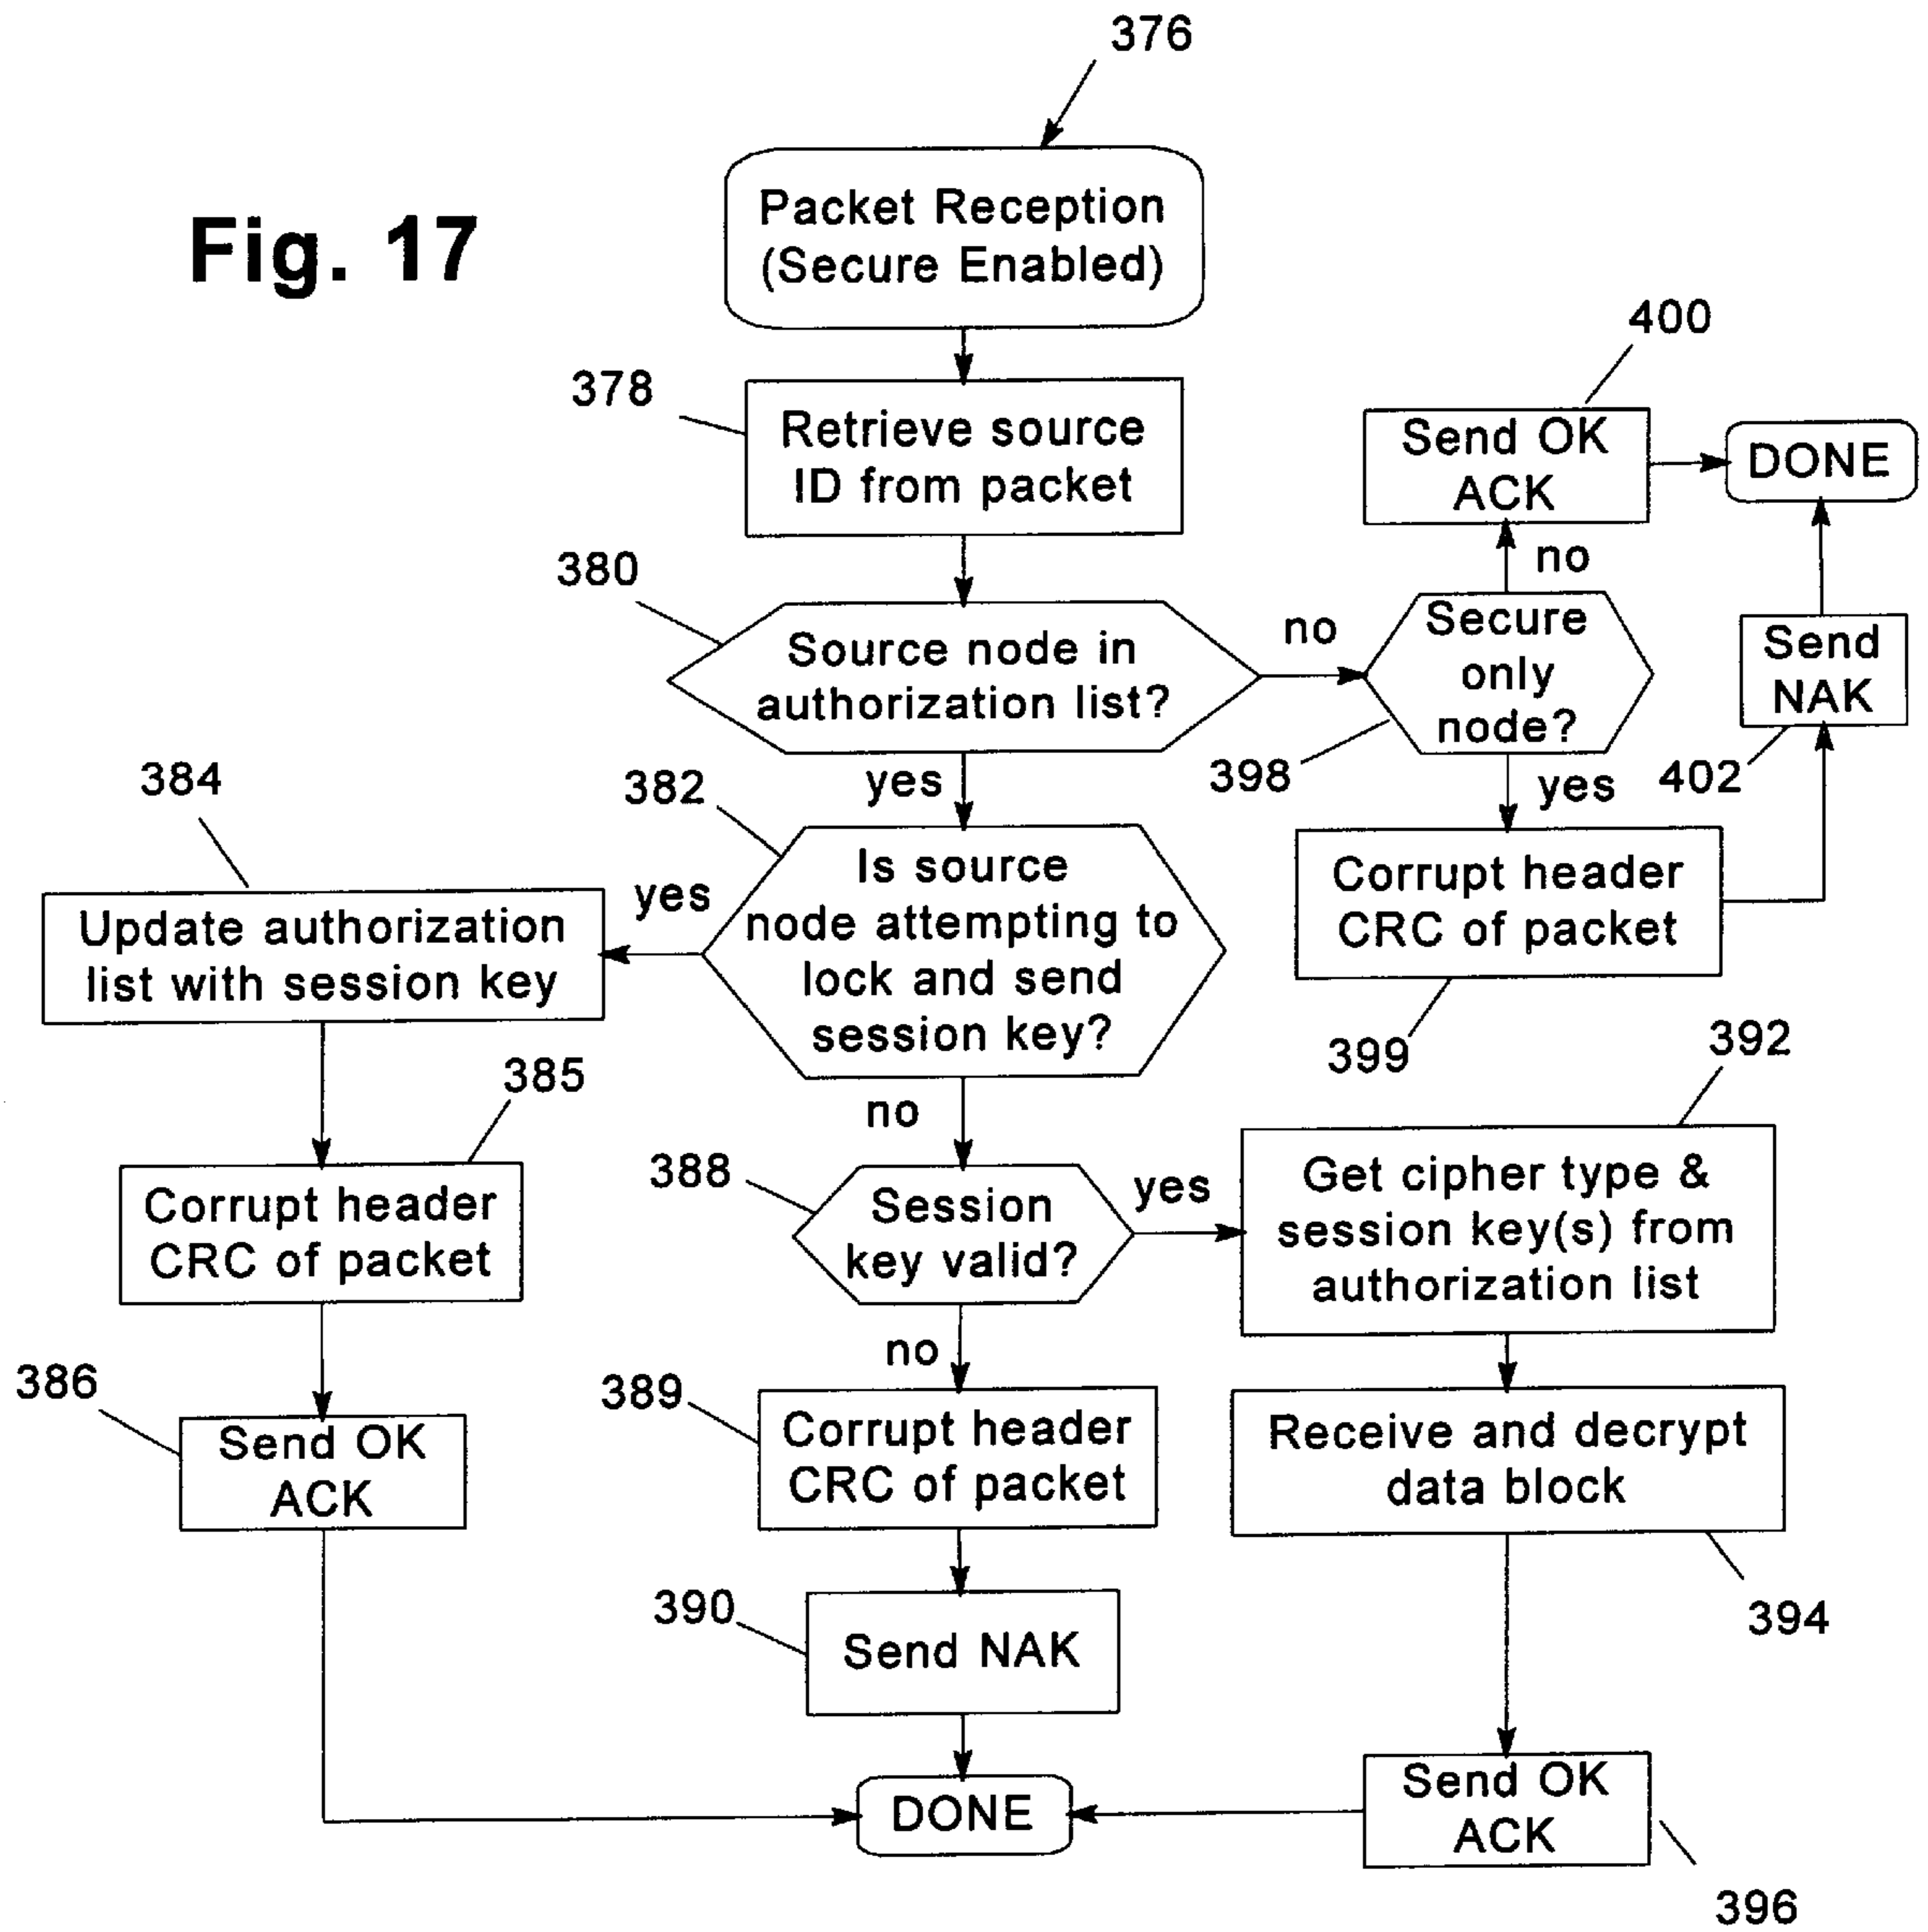 376
Fig. 17
Packet Reception
(Secure Enabled)
378
Retrieve source
ID from packet
400
Send OK
ACK
DONE
380
Source node in
authorization list?
no
no
Secure
only
node?
398
Send
NAK
402
yes
yes
384
382
Is source
node attempting to
lock and send
session key?
yes
Update authorization
list with session key
Corrupt header
CRC of packet
399
385
no
392
Corrupt header
CRC of packet
388
Session
key valid?
yes
Get cipher type &
session key(s) from
authorization list
386
Send OK
ACK
no
389
Corrupt header
CRC of packet
Receive and decrypt
data block
394
390
Send NAK
DONE
Send OK
ACK
396